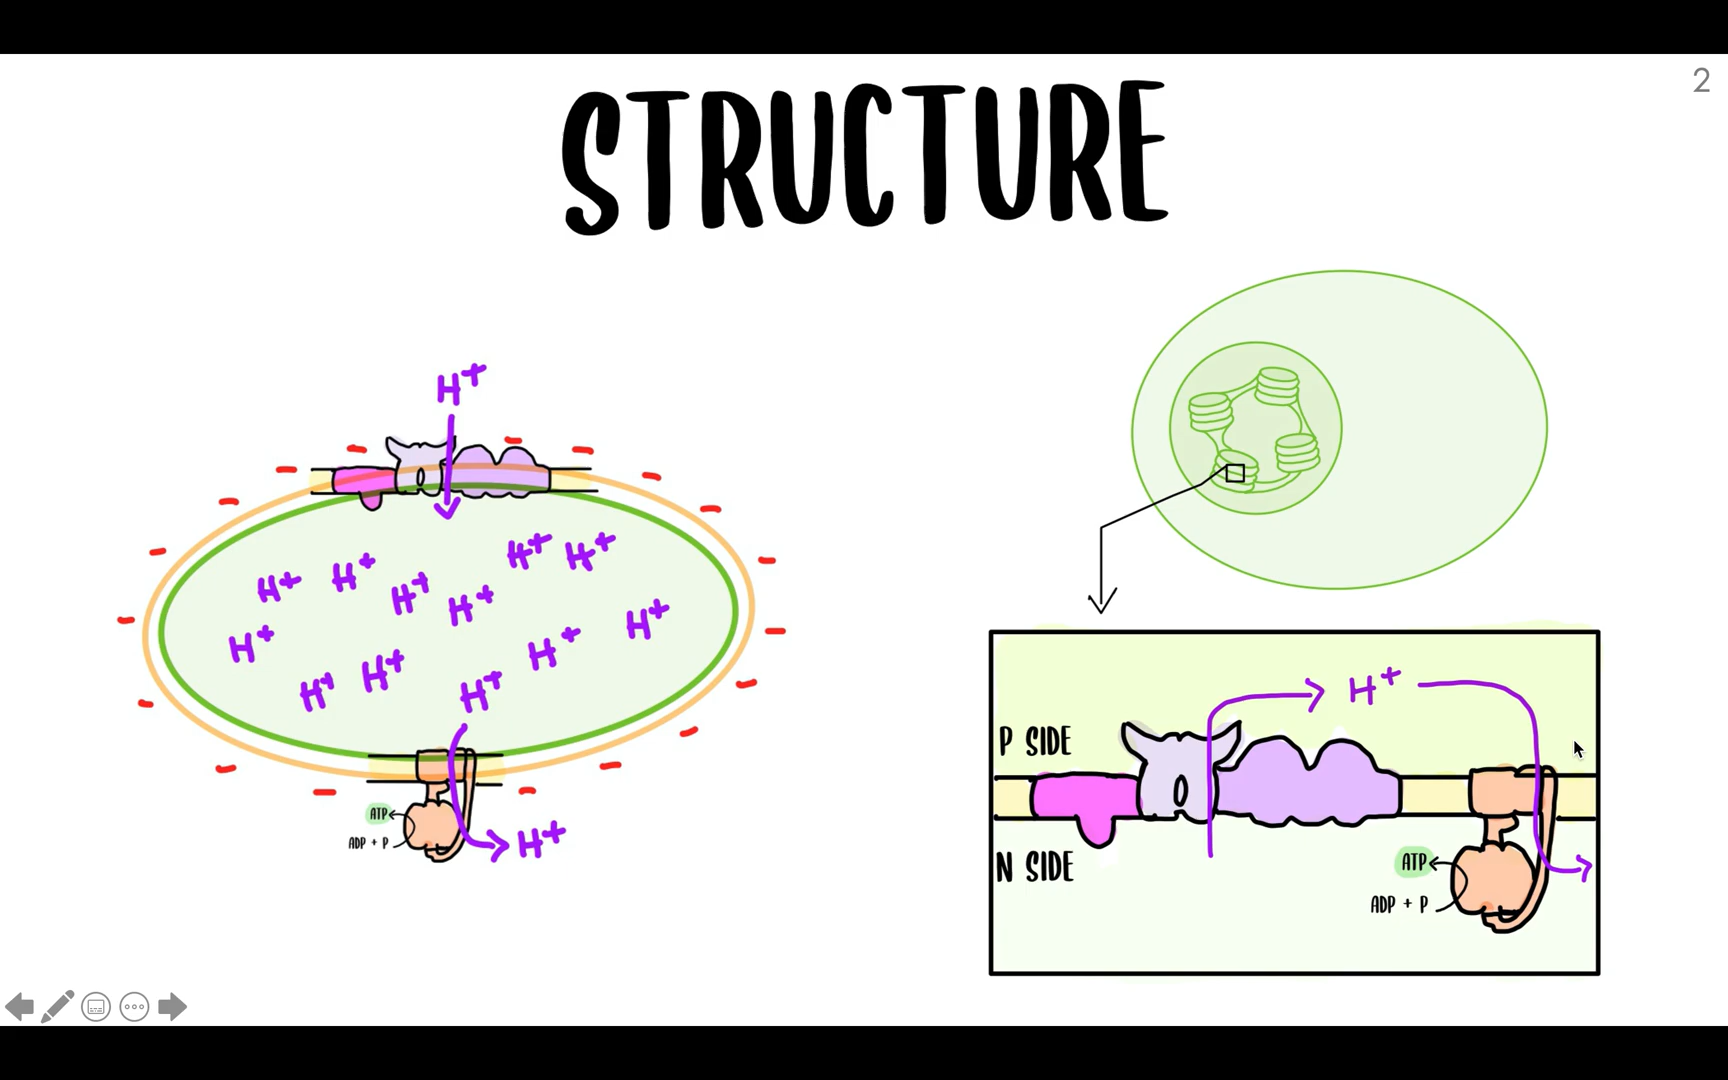 2
STRUCTURE
H+
H+ H+ H+ H+ H+ H+
H+ H+ H+ H+ H+ H+
ATP
ADP + P
H+
H+
P SIDE
N SIDE
ATP
ADP + P